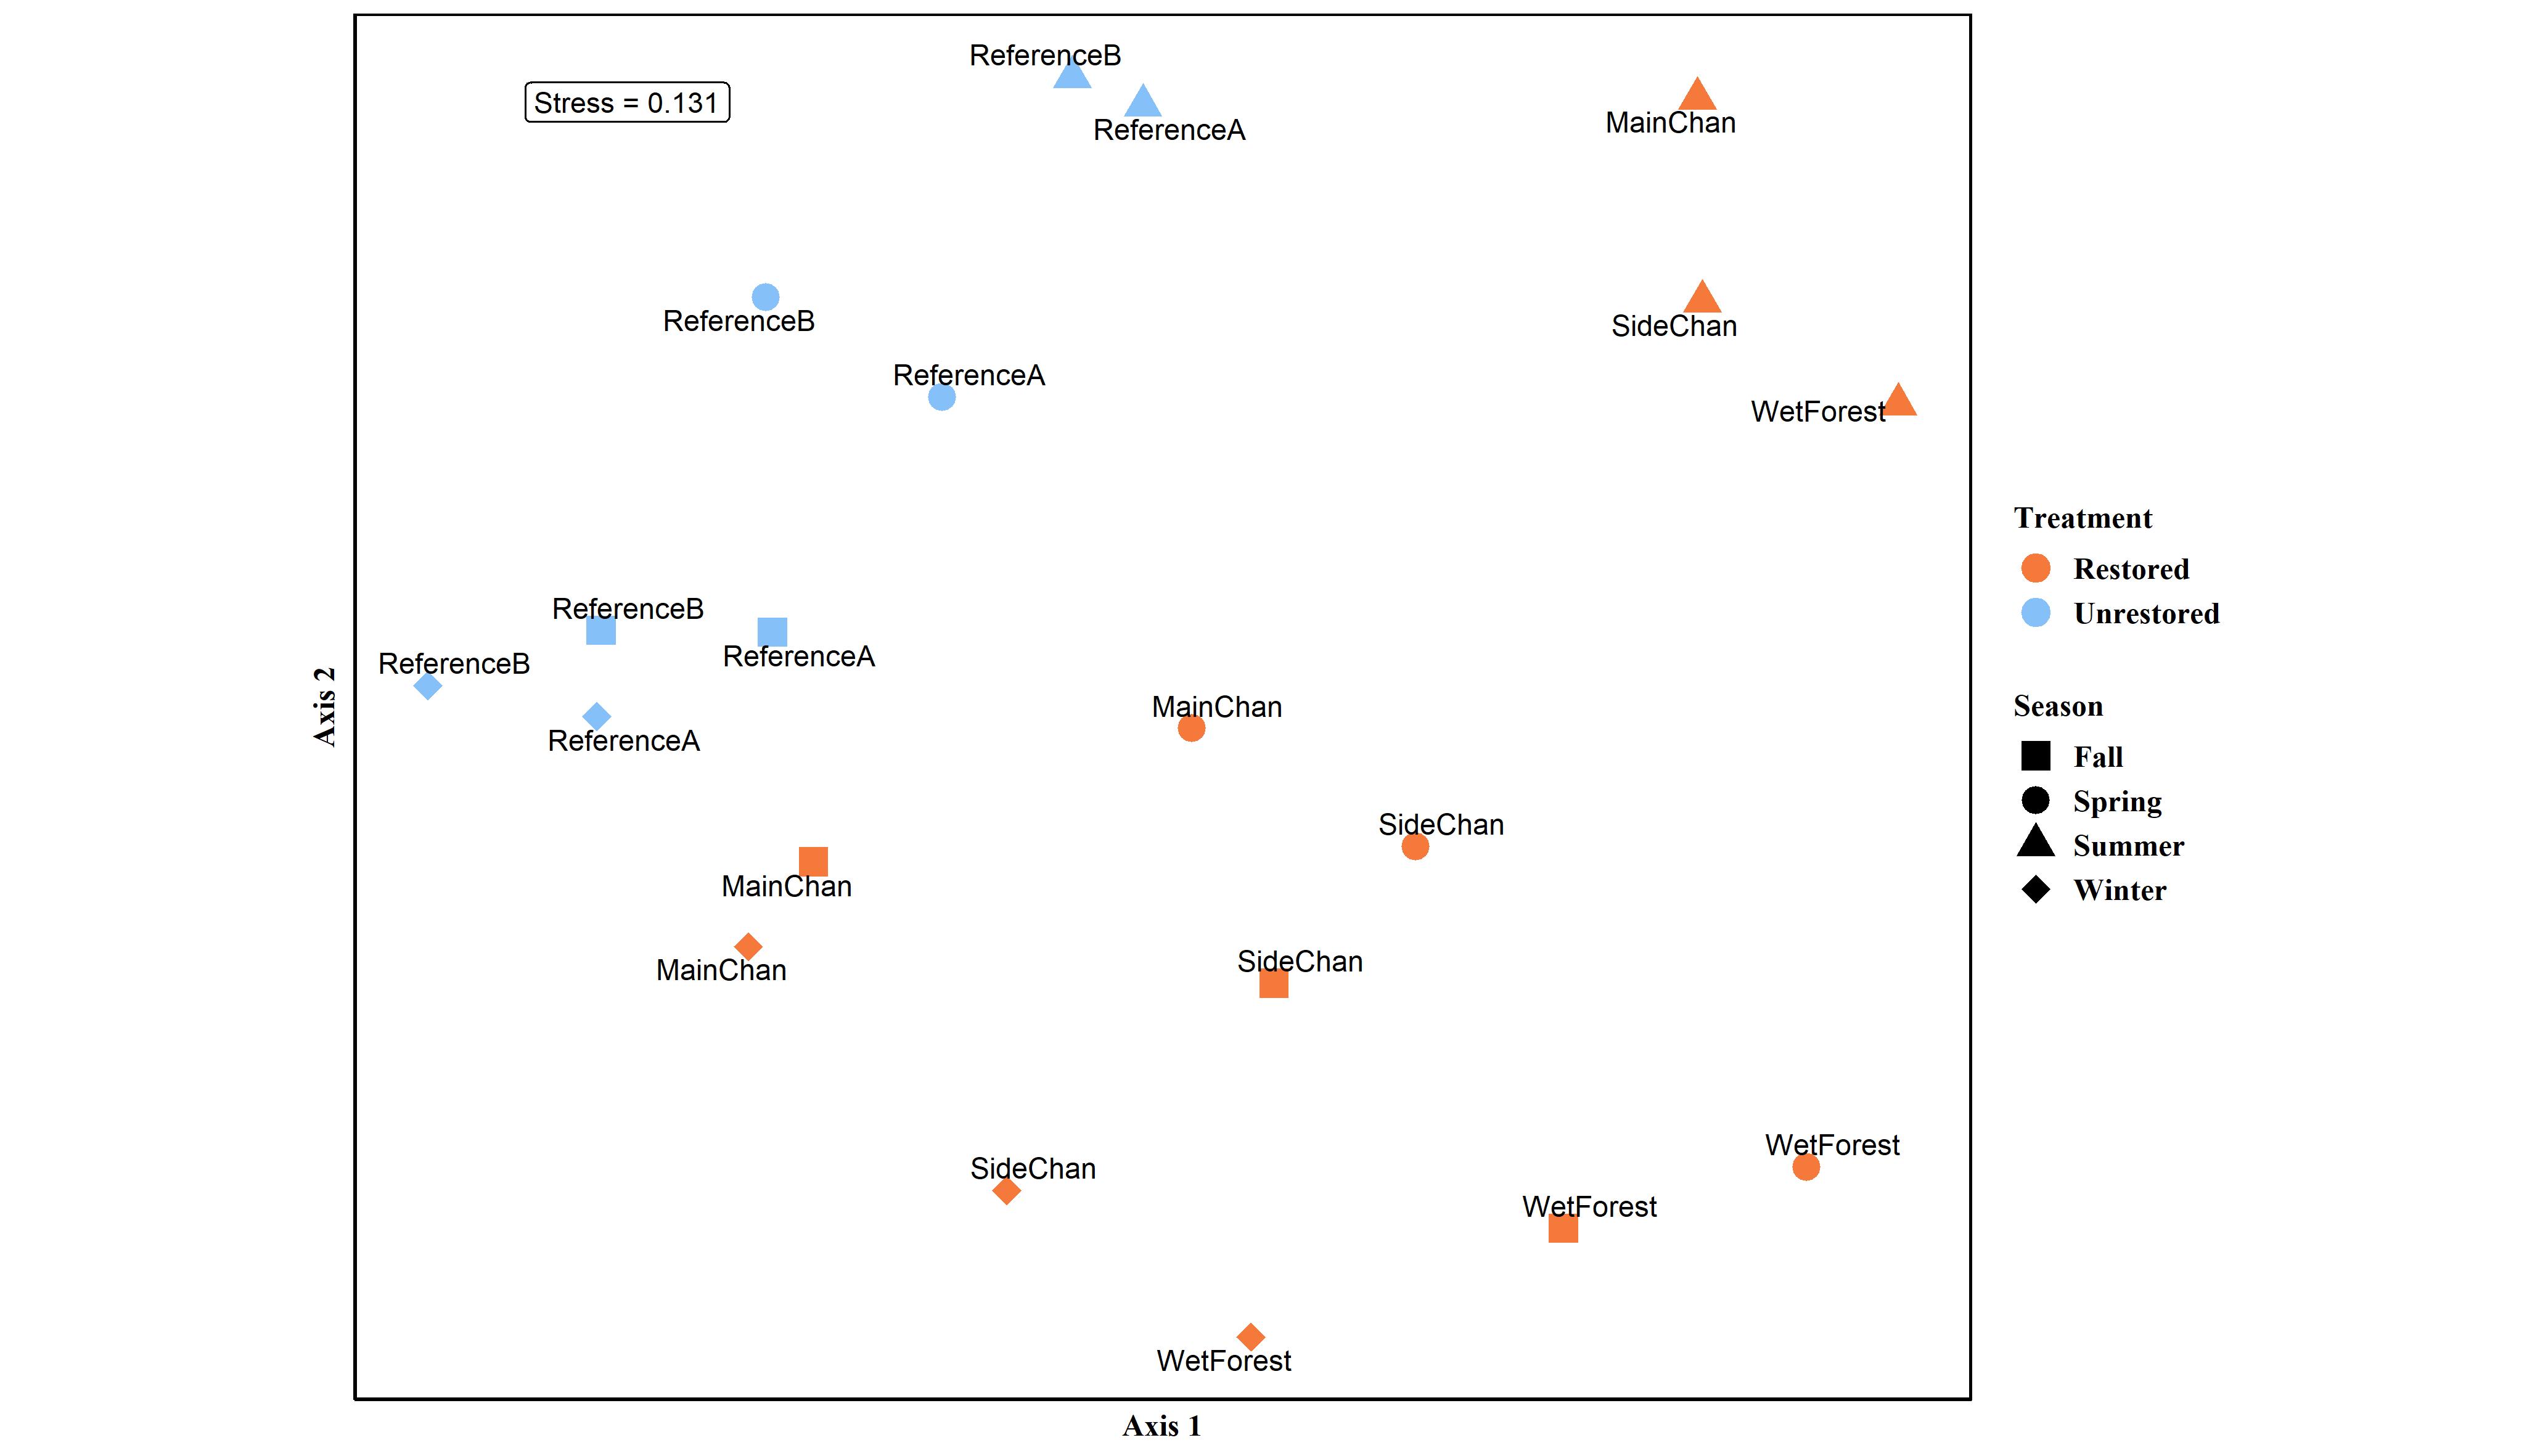 ReferenceB
Stress = 0.131
ReferenceA
MainChan
ReferenceB
SideChan
ReferenceA
WetForest
ReferenceB
ReferenceA
ReferenceB
ReferenceA
MainChan
SideChan
MainChan
SideChan
MainChan
WetForest
SideChan
WetForest
WetForest
Axis 2
Axis 1
Treatment
Restored
Unrestored
Season
Fall
Spring
Summer
Winter